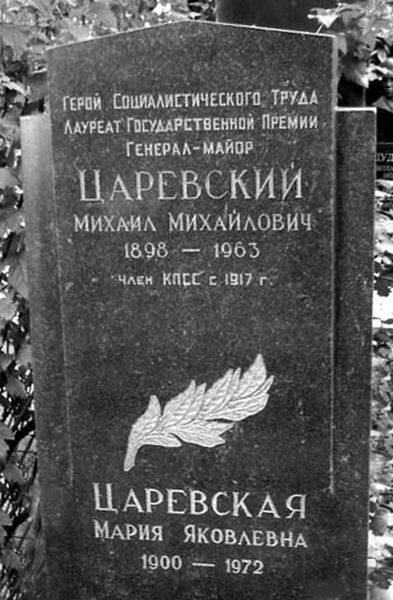 Герой Социалистического Труда
Лауреат Государственной Премии
Генерал-майор
ЦАРЕВСКИЙ
Михаил Михайлович
1898 — 1963
член КПСС с 1917 г.
ЦАРЕВСКАЯ
Мария Яковлевна
1900 — 1972